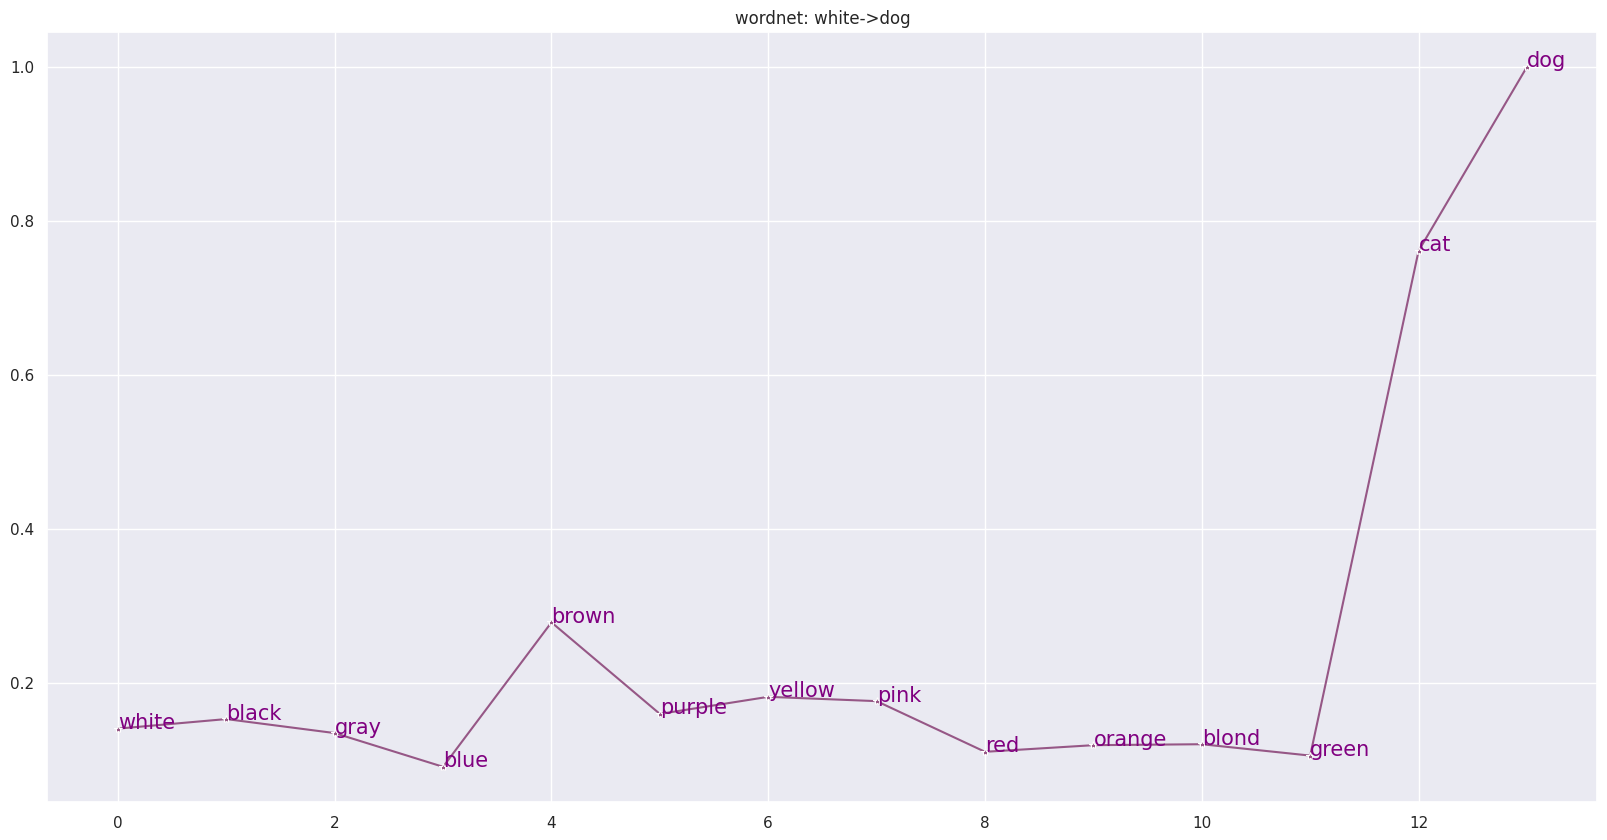 wordnet: white->dog
1.0
dog
0.8
cat
0.6
0.4
brown
0.2
yellow
pink
purple
black
white
gray
blond
orange
red
green
blue
0 2 4 6 8 10 12